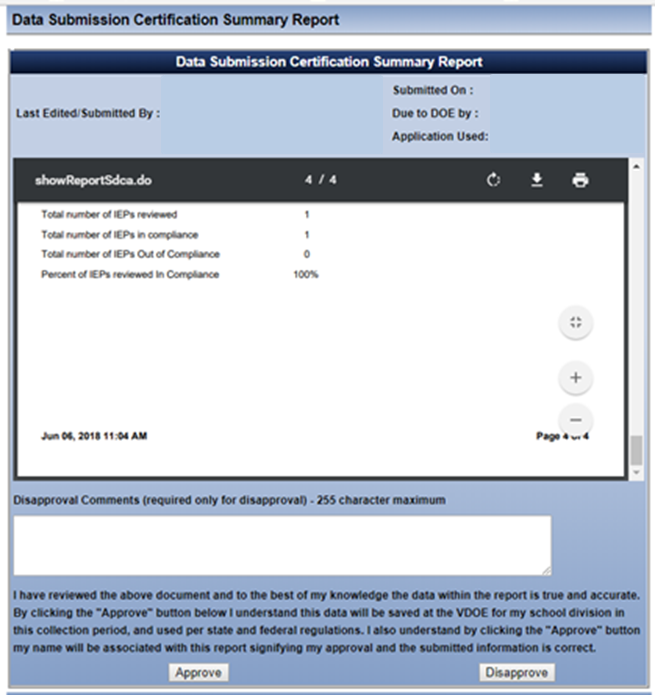 Data Submission Certification Summary Report
Data Submission Certification Summary Report
Submitted On :
Last Edited/Submitted By :
Due to DOE by :
Application Used:
showReportSdca.do 4 / 4
Total number of IEPs reviewed 1
Total number of IEPs in compliance 1
Total number of IEPs Out of Compliance 0
Percent of IEPs reviewed In Compliance 100%
Jun 06, 2018 11:04 AM Page 4 of 4
Disapproval Comments (required only for disapproval) - 255 character maximum
I have reviewed the above document and to the best of my knowledge the data within the report is true and accurate.
By clicking the "Approve" button below I understand this data will be saved at the VDOE for my school division in
this collection period, and used per state and federal regulations. I also understand by clicking the "Approve" button
my name will be associated with this report signifying my approval and the submitted information is correct.
Approve Disapprove